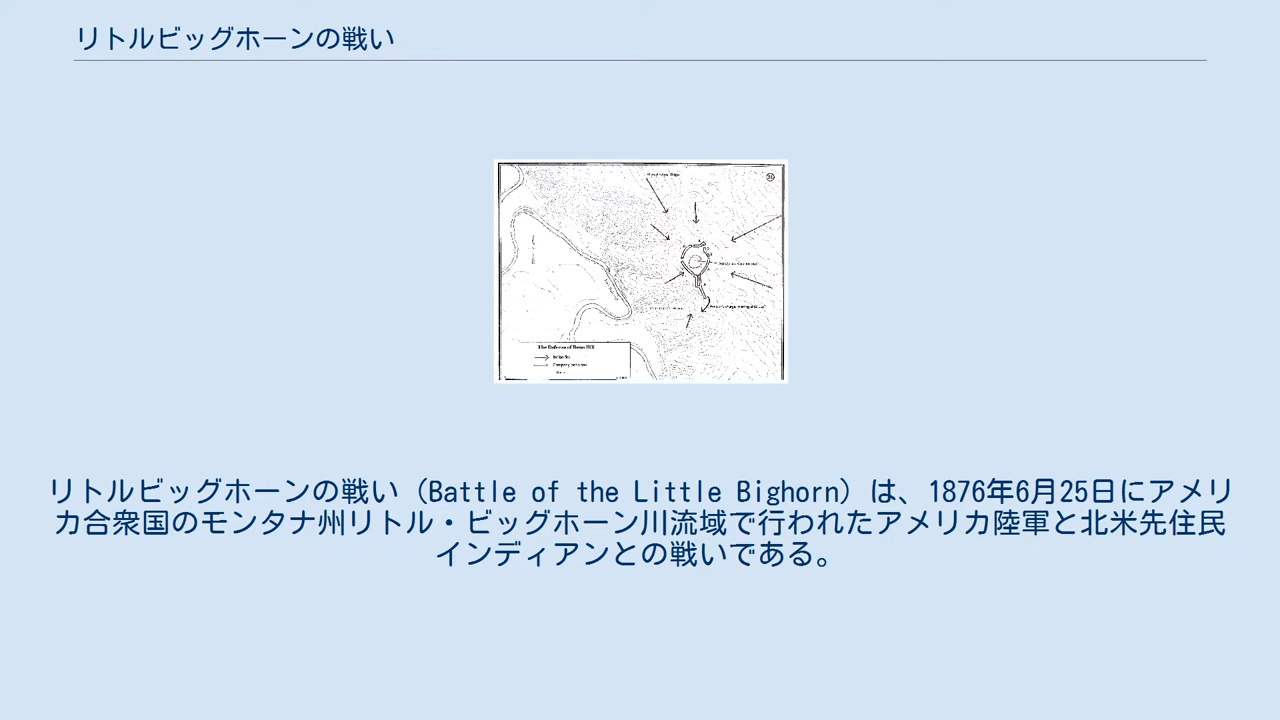 リトルビッグホーンの戦い
The Defense of Reno Hill
リトルビッグホーンの戦い（Battle of the Little Bighorn）は、1876年6月25日にアメリ
カ合衆国のモンタナ州リトル・ビッグホーン川流域で行われたアメリカ陸軍と北米先住民
インディアンとの戦いである。